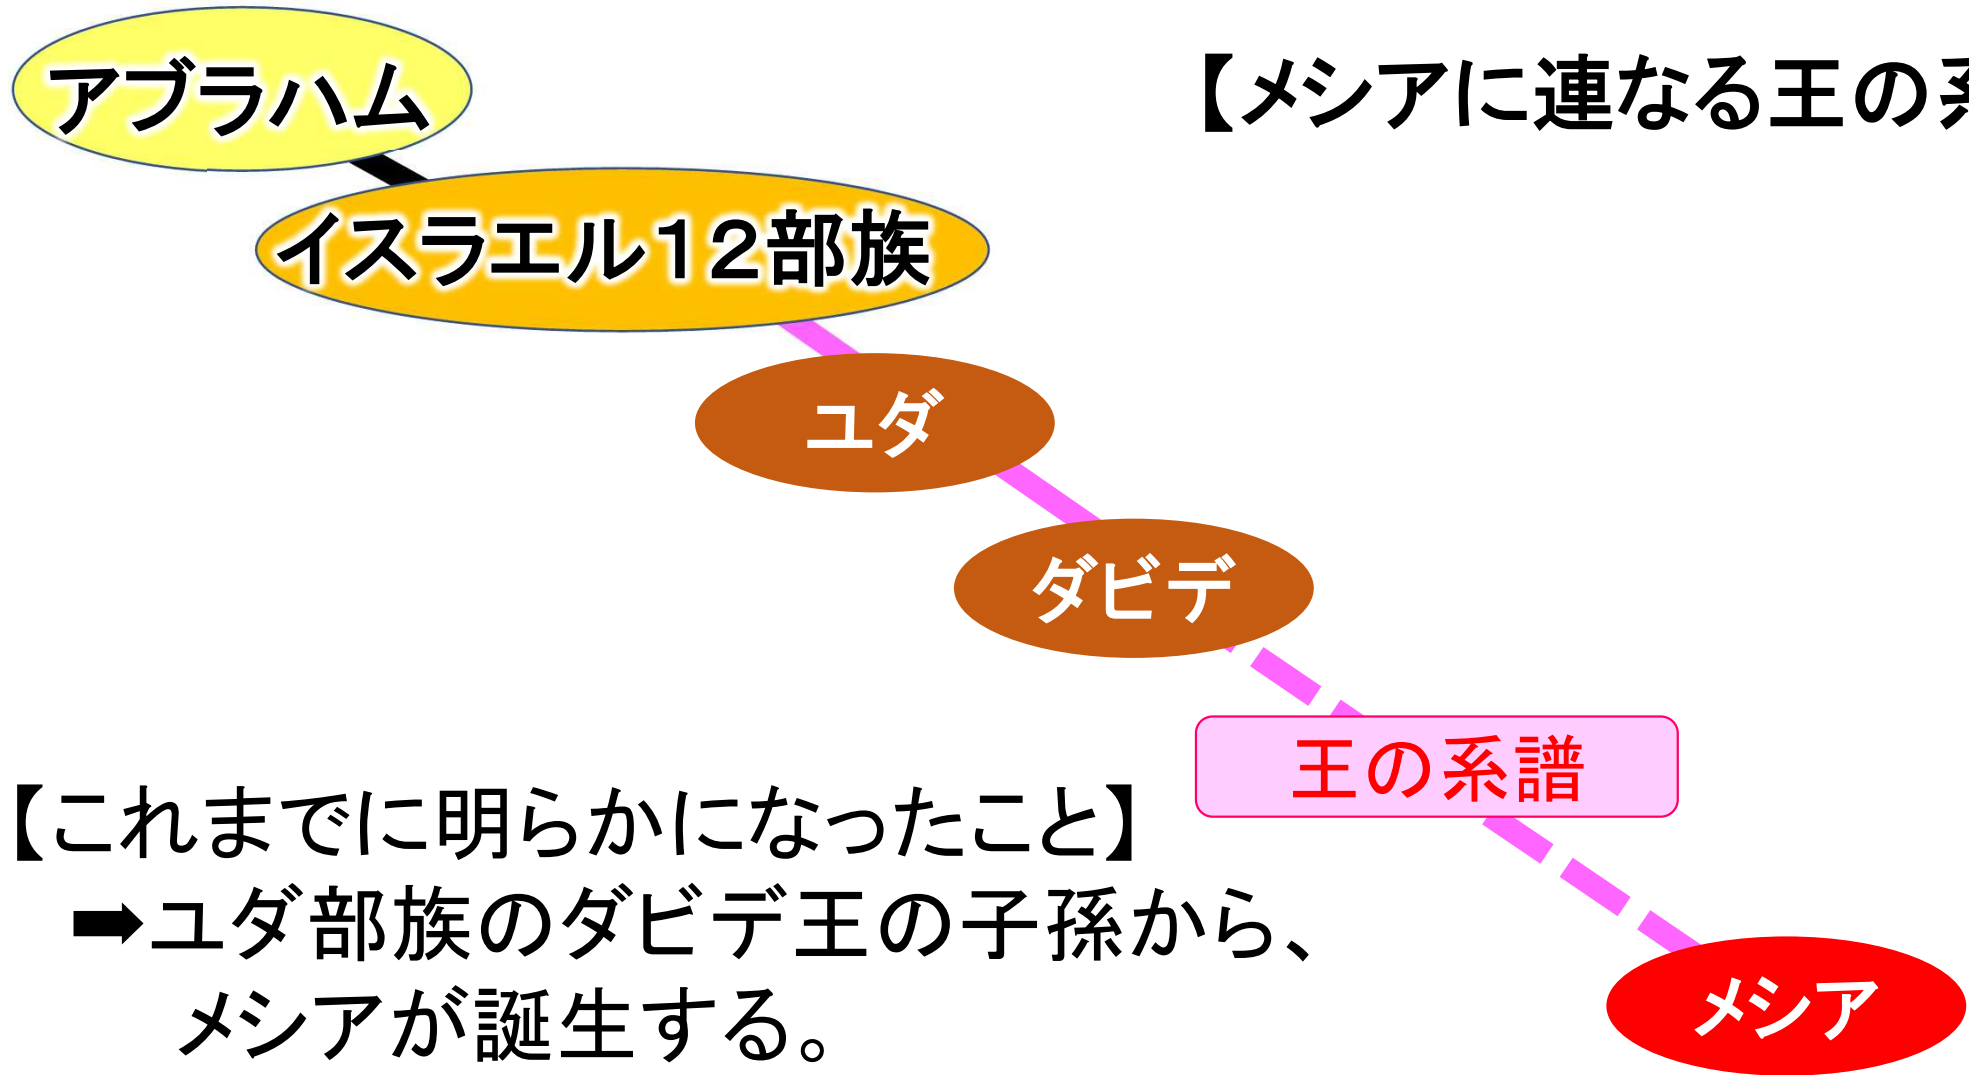 アブラハム
【メシアに連なる王の系
イスラエル12部族
ユダ
ダビデ
王の系譜
【これまでに明らかになったこと】
➡ユダ部族のダビデ王の子孫から、
メシアが誕生する。
メシア